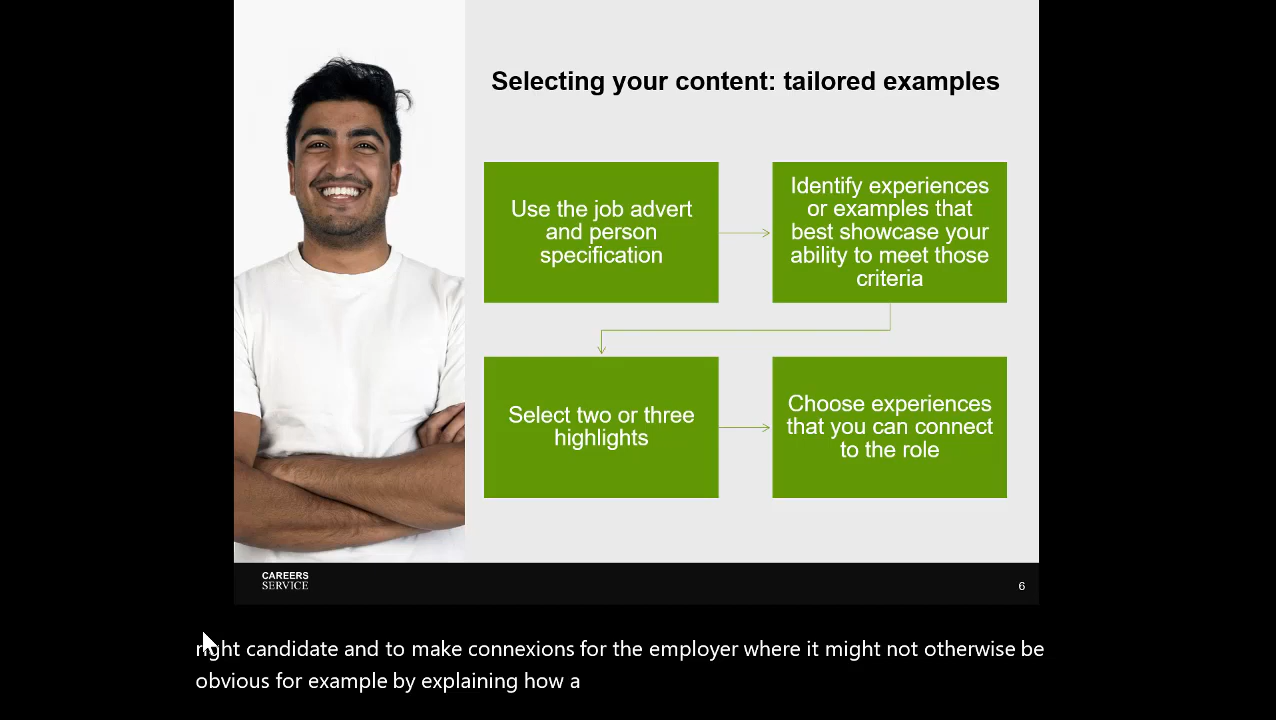 Selecting your content: tailored examples
Use the job advert
and person
specification
Identify experiences
or examples that
best showcase your
ability to meet those
criteria
Select two or three
highlights
Choose experiences
that you can connect
to the role
CAREERS
SERVICE
6
right candidate and to make connexions for the employer where it might not otherwise be
obvious for example by explaining how a